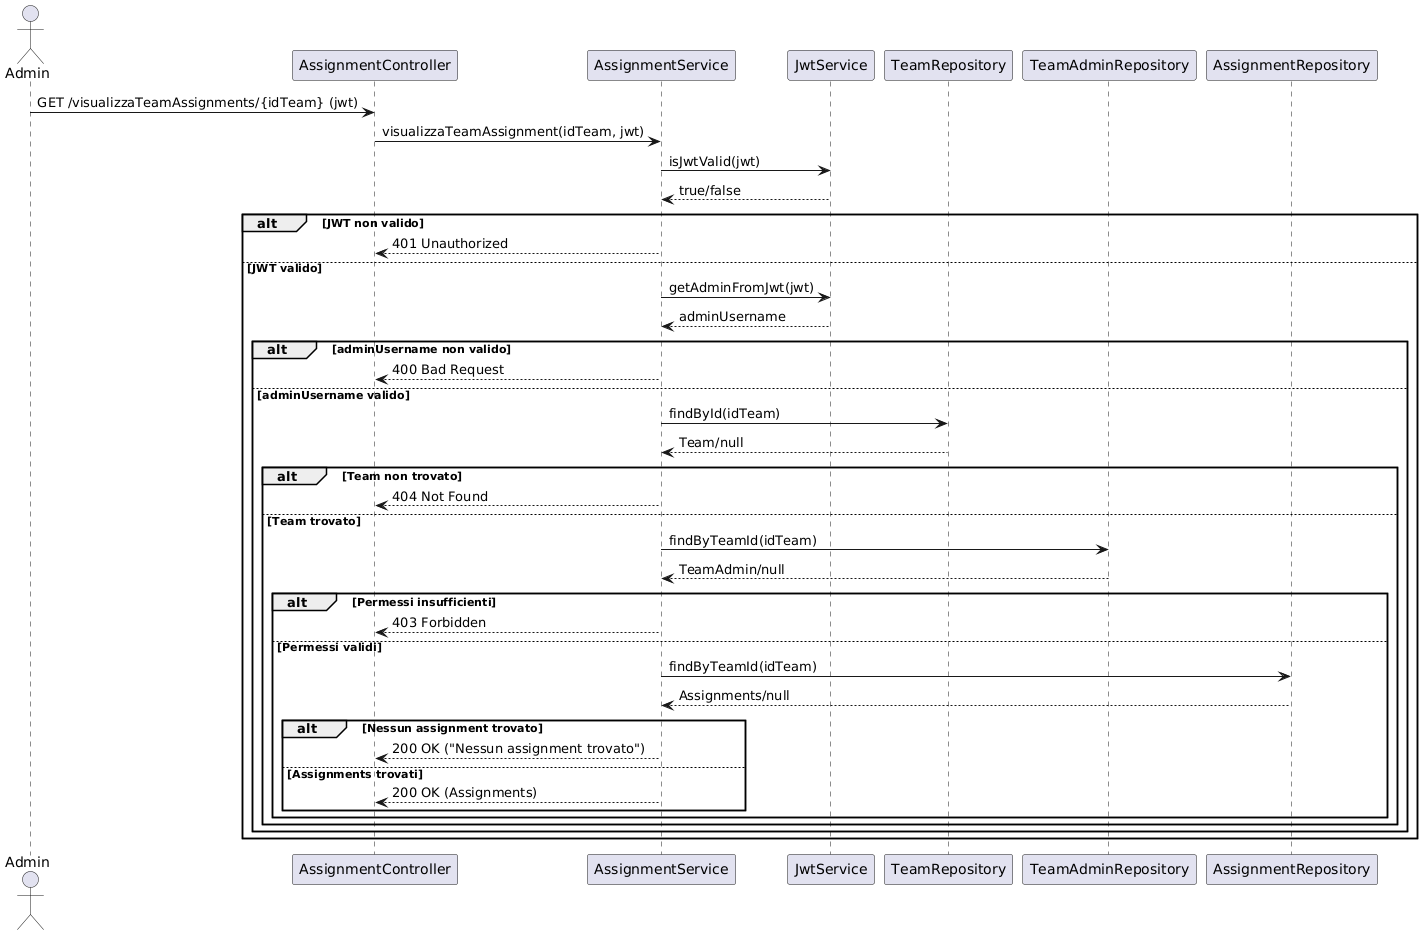 Admin
AssignmentController
AssignmentService
JwtService
TeamRepository
TeamAdminRepository
AssignmentRepository
GET /visualizzaTeamAssignments/{idTeam} (jwt)
visualizzaTeamAssignment(idTeam, jwt)
isJwtValid(jwt)
true/false
alt [JWT non valido]
401 Unauthorized
[JWT valido]
getAdminFromJwt(jwt)
adminUsername
alt [adminUsername non valido]
400 Bad Request
[adminUsername valido]
findById(idTeam)
Team/null
alt [Team non trovato]
404 Not Found
[Team trovato]
findByTeamId(idTeam)
TeamAdmin/null
alt [Permessi insufficienti]
403 Forbidden
[Permessi validi]
findByTeamId(idTeam)
Assignments/null
alt [Nessun assignment trovato]
200 OK ("Nessun assignment trovato")
[Assignments trovati]
200 OK (Assignments)
Admin
AssignmentController
AssignmentService
JwtService
TeamRepository
TeamAdminRepository
AssignmentRepository